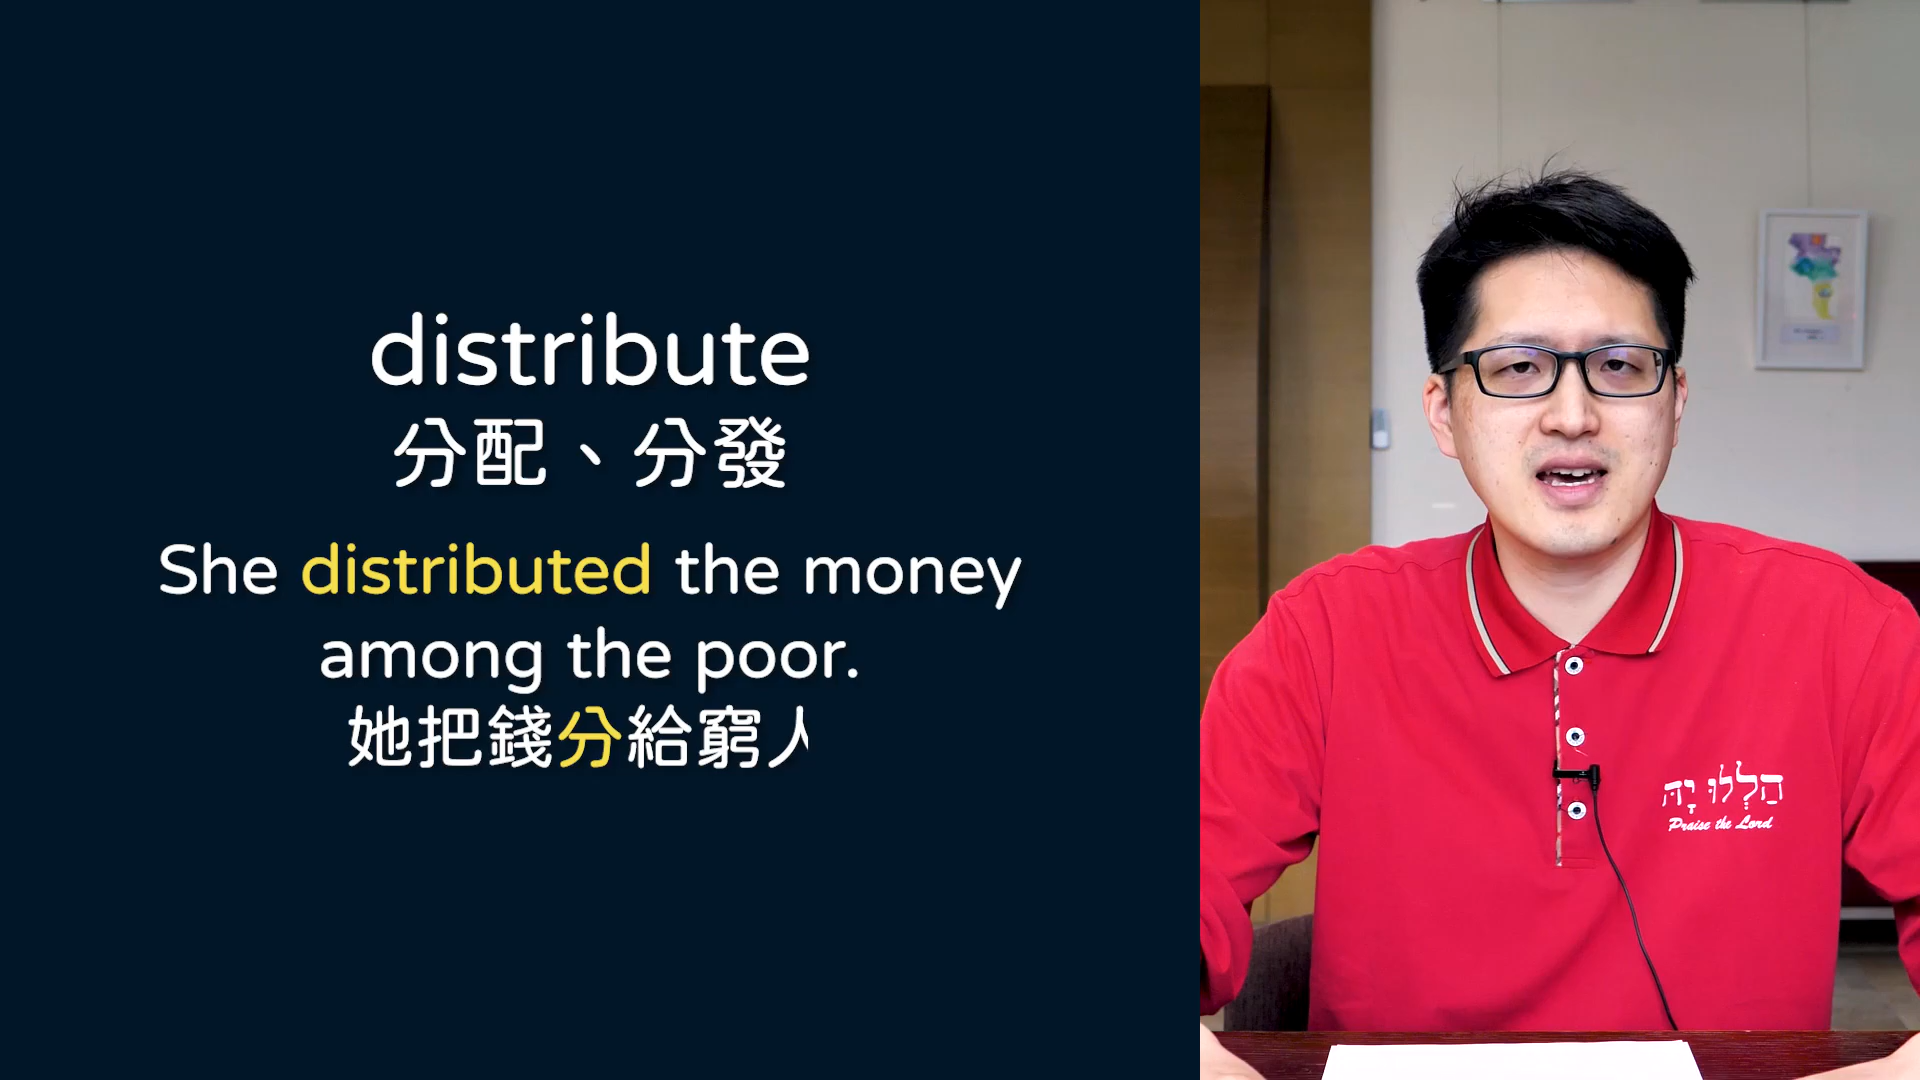 distribute
分配、分發
She distributed the money
among the poor.
她把錢分給窮人
הַלְלוּ יָהּ
Praise the Lord